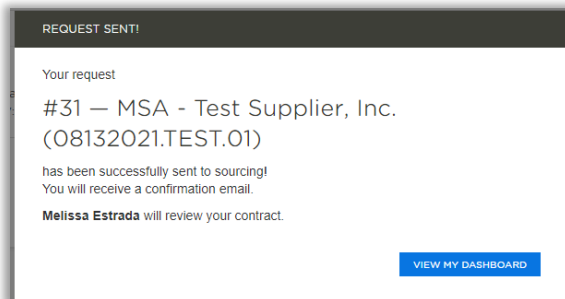 REQUEST SENT!
Your request
#31 — MSA - Test Supplier, Inc.
(08132021.TEST.01)
has been successfully sent to sourcing!
You will receive a confirmation email.
Melissa Estrada will review your contract.
VIEW MY DASHBOARD